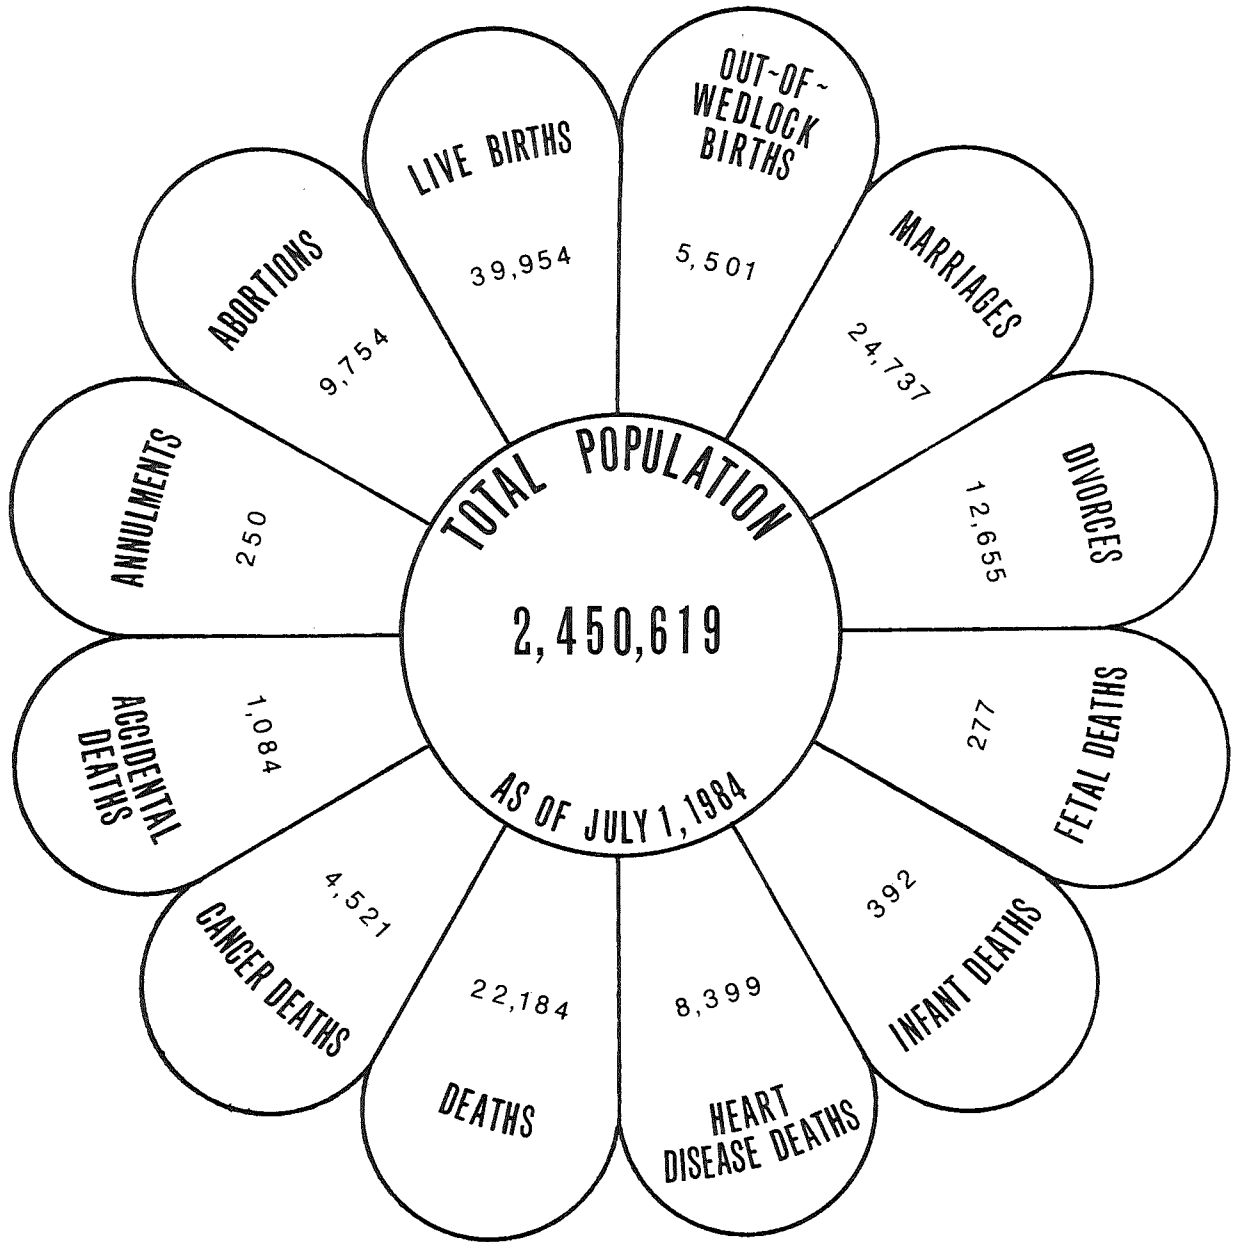 TOTAL POPULATION
2,450,619
AS OF JULY 1, 1984
LIVE BIRTHS
39,954
OUT~OF~
WEDLOCK
BIRTHS
5,501
MARRIAGES
24,737
DIVORCES
12,655
FETAL DEATHS
277
INFANT DEATHS
392
HEART
DISEASE DEATHS
8,399
DEATHS
22,184
CANCER DEATHS
4,521
ACCIDENTAL
DEATHS
1,084
ANNULMENTS
250
ABORTIONS
9,754